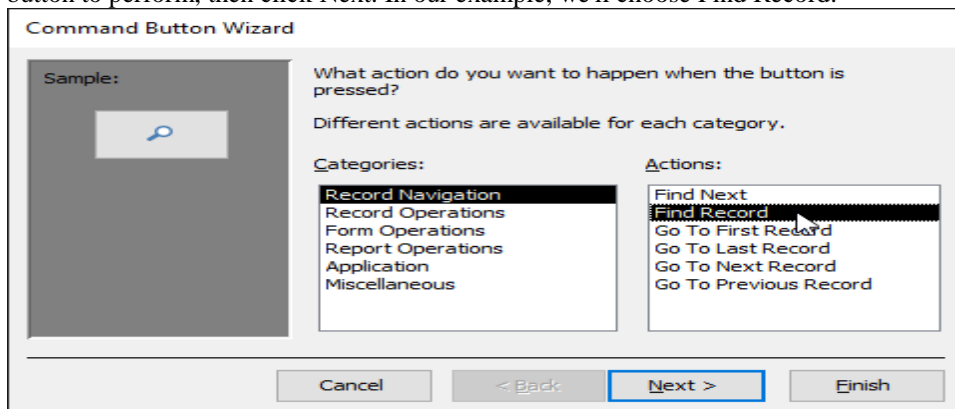 button to perform, then click Next. In our example, we'll choose Find Record.
Command Button Wizard
Sample:
What action do you want to happen when the button is
pressed?
Different actions are available for each category.
Categories:
Actions:
Record Navigation
Record Operations
Form Operations
Report Operations
Application
Miscellaneous
Find Next
Find Record
Go To First Record
Go To Last Record
Go To Next Record
Go To Previous Record
Cancel
< Back
Next >
Finish